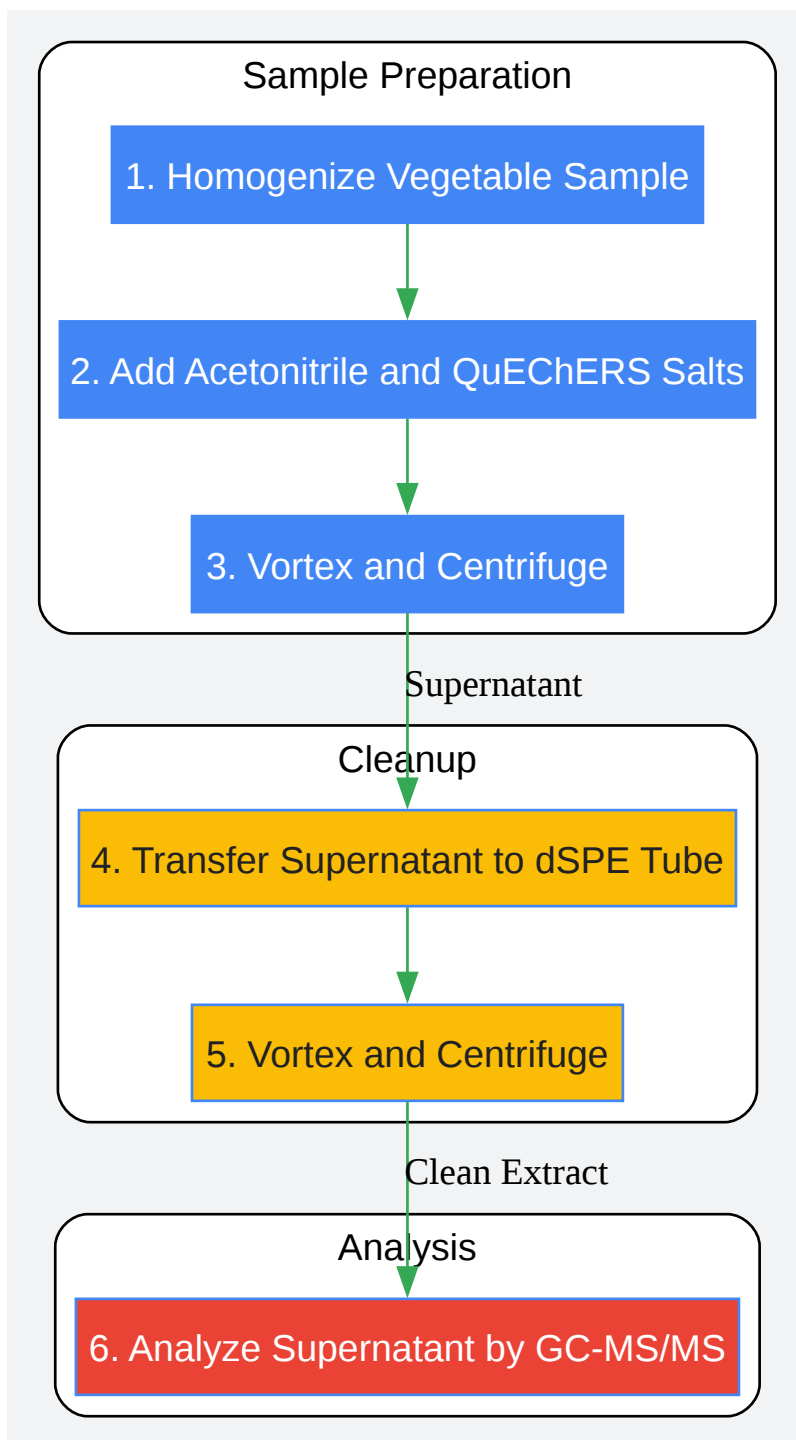 Sample Preparation
1. Homogenize Vegetable Sample
2. Add Acetonitrile and QuEChERS Salts
3. Vortex and Centrifuge
Supernatant
Cleanup
4. Transfer Supernatant to dSPE Tube
5. Vortex and Centrifuge
Clean Extract
Analysis
6. Analyze Supernatant by GC-MS/MS